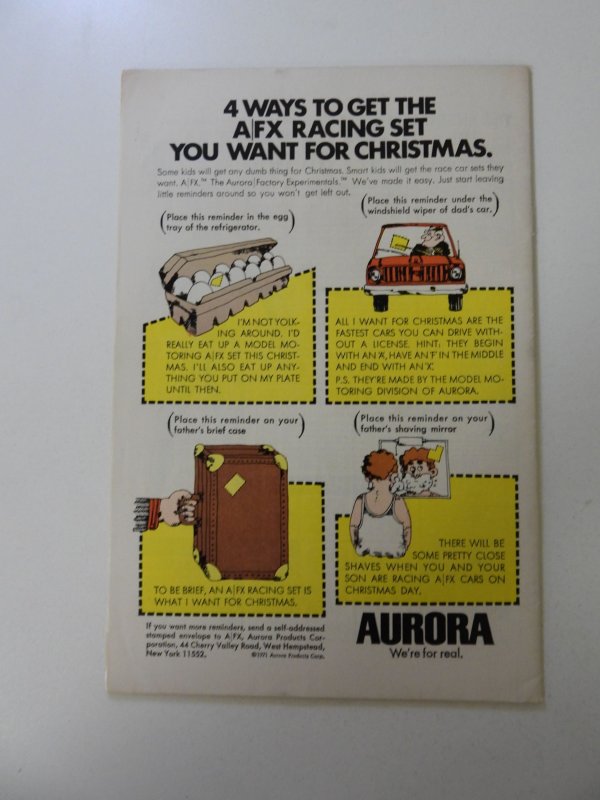 4 WAYS TO GET THE
A|FX RACING SET
YOU WANT FOR CHRISTMAS.
Some kids will get any dumb thing for Christmas. Smart kids will get the race car sets they
want. A|FX.™ The Aurora|Factory Experimentals.™ We've made it easy. Just start leaving
little reminders around so you won't get left out.
(Place this reminder in the egg
tray of the refrigerator.)
I'M NOT YOLK-
ING AROUND. I'D
REALLY EAT UP A MODEL MO-
TORING A|FX SET THIS CHRIST-
MAS. I'LL ALSO EAT UP ANY-
THING YOU PUT ON MY PLATE
UNTIL THEN.
(Place this reminder under the
windshield wiper of dad's car.)
ALL I WANT FOR CHRISTMAS ARE THE
FASTEST CARS YOU CAN DRIVE WITH-
OUT A LICENSE. HINT: THEY BEGIN
WITH AN 'A', HAVE AN 'F' IN THE MIDDLE
AND END WITH AN 'X'.
P.S. THEY'RE MADE BY THE MODEL MO-
TORING DIVISION OF AURORA.
(Place this reminder on your
father's brief case)
TO BE BRIEF, AN A|FX RACING SET IS
WHAT I WANT FOR CHRISTMAS.
(Place this reminder on your
father's shaving mirror)
THERE WILL BE
SOME PRETTY CLOSE
SHAVES WHEN YOU AND YOUR
SON ARE RACING A|FX CARS ON
CHRISTMAS DAY.
If you want more reminders, send a self-addressed
stamped envelope to A|FX, Aurora Products Cor-
poration, 44 Cherry Valley Road, West Hempstead,
New York 11552. ©1971 Aurora Products Corp.
AURORA
We're for real.